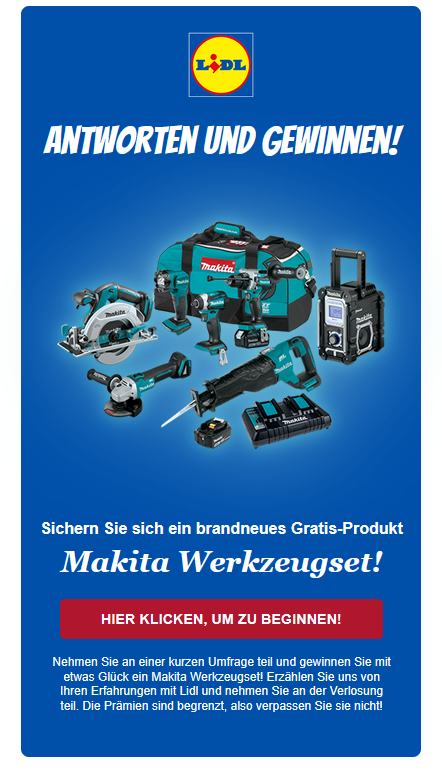 LIDL
ANTWORTEN UND GEWINNEN!
makita
makita
makita
makita
makita
Sichern Sie sich ein brandneues Gratis-Produkt
Makita Werkzeugset!
HIER KLICKEN, UM ZU BEGINNEN!
Nehmen Sie an einer kurzen Umfrage teil und gewinnen Sie mit
etwas Glück ein Makita Werkzeugset! Erzählen Sie uns von
Ihren Erfahrungen mit Lidl und nehmen Sie an der Verlosung
teil. Die Prämien sind begrenzt, also verpassen Sie sie nicht!